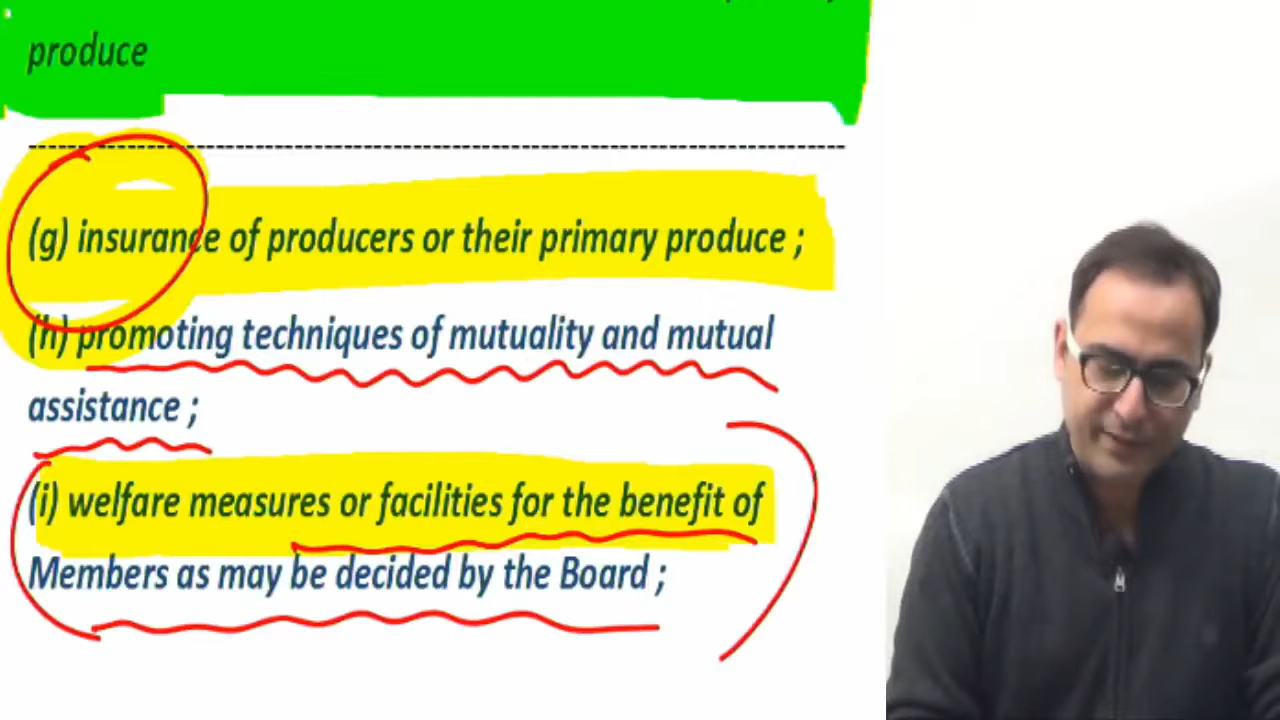 produce
--------------------------------------------------------------------------------
(g) insurance of producers or their primary produce ;
(h) promoting techniques of mutuality and mutual
assistance ;
(i) welfare measures or facilities for the benefit of
Members as may be decided by the Board ;